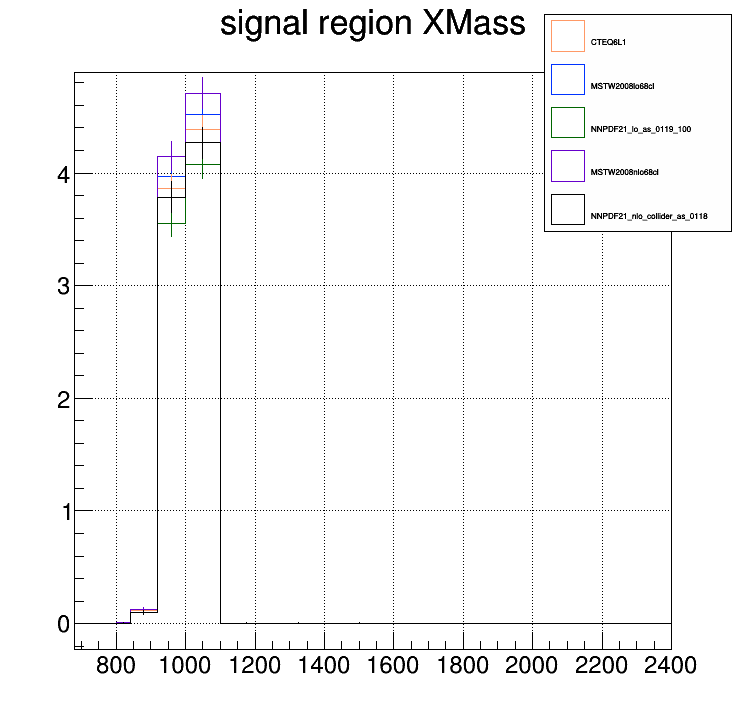 signal region XMass
CTEQ6L1
MSTW2008lo68cl
NNPDF21_lo_as_0119_100
MSTW2008nlo68cl
NNPDF21_nlo_collider_as_0118
4
3
2
1
0
800 1000 1200 1400 1600 1800 2000 2200 2400